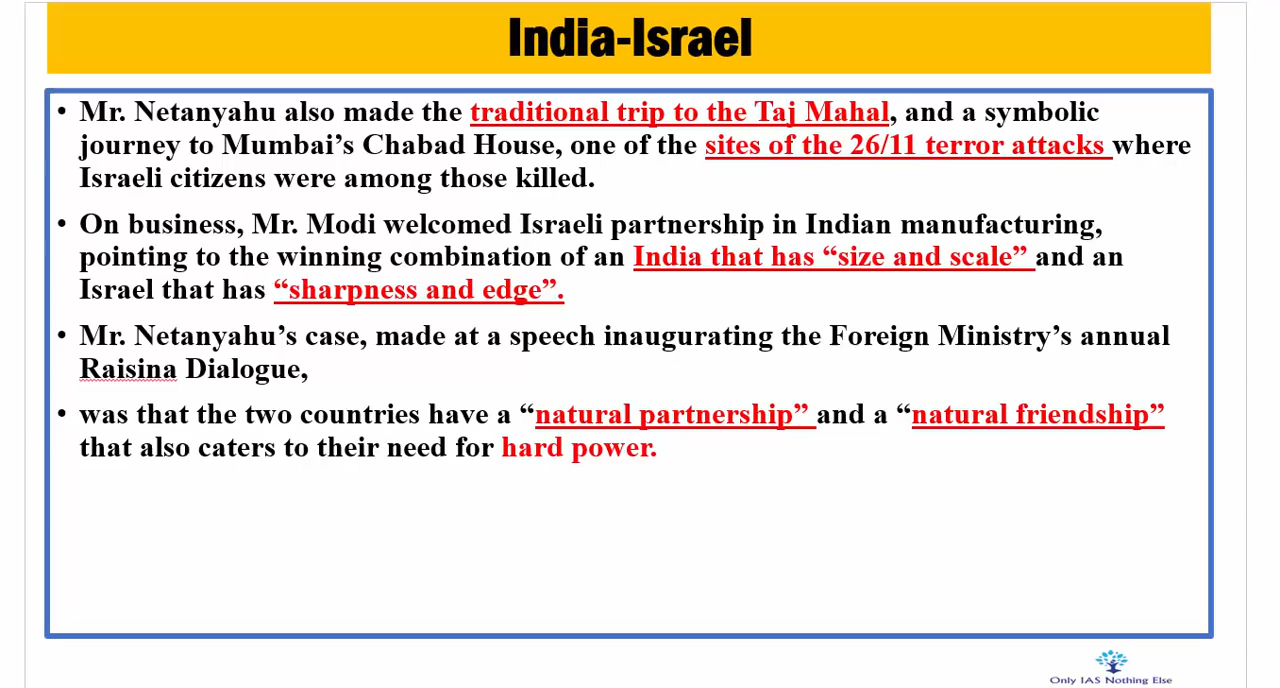 India-Israel
• Mr. Netanyahu also made the traditional trip to the Taj Mahal, and a symbolic
journey to Mumbai’s Chabad House, one of the sites of the 26/11 terror attacks where
Israeli citizens were among those killed.
• On business, Mr. Modi welcomed Israeli partnership in Indian manufacturing,
pointing to the winning combination of an India that has “size and scale” and an
Israel that has “sharpness and edge”.
• Mr. Netanyahu’s case, made at a speech inaugurating the Foreign Ministry’s annual
Raisina Dialogue,
• was that the two countries have a “natural partnership” and a “natural friendship”
that also caters to their need for hard power.
Only IAS Nothing Else